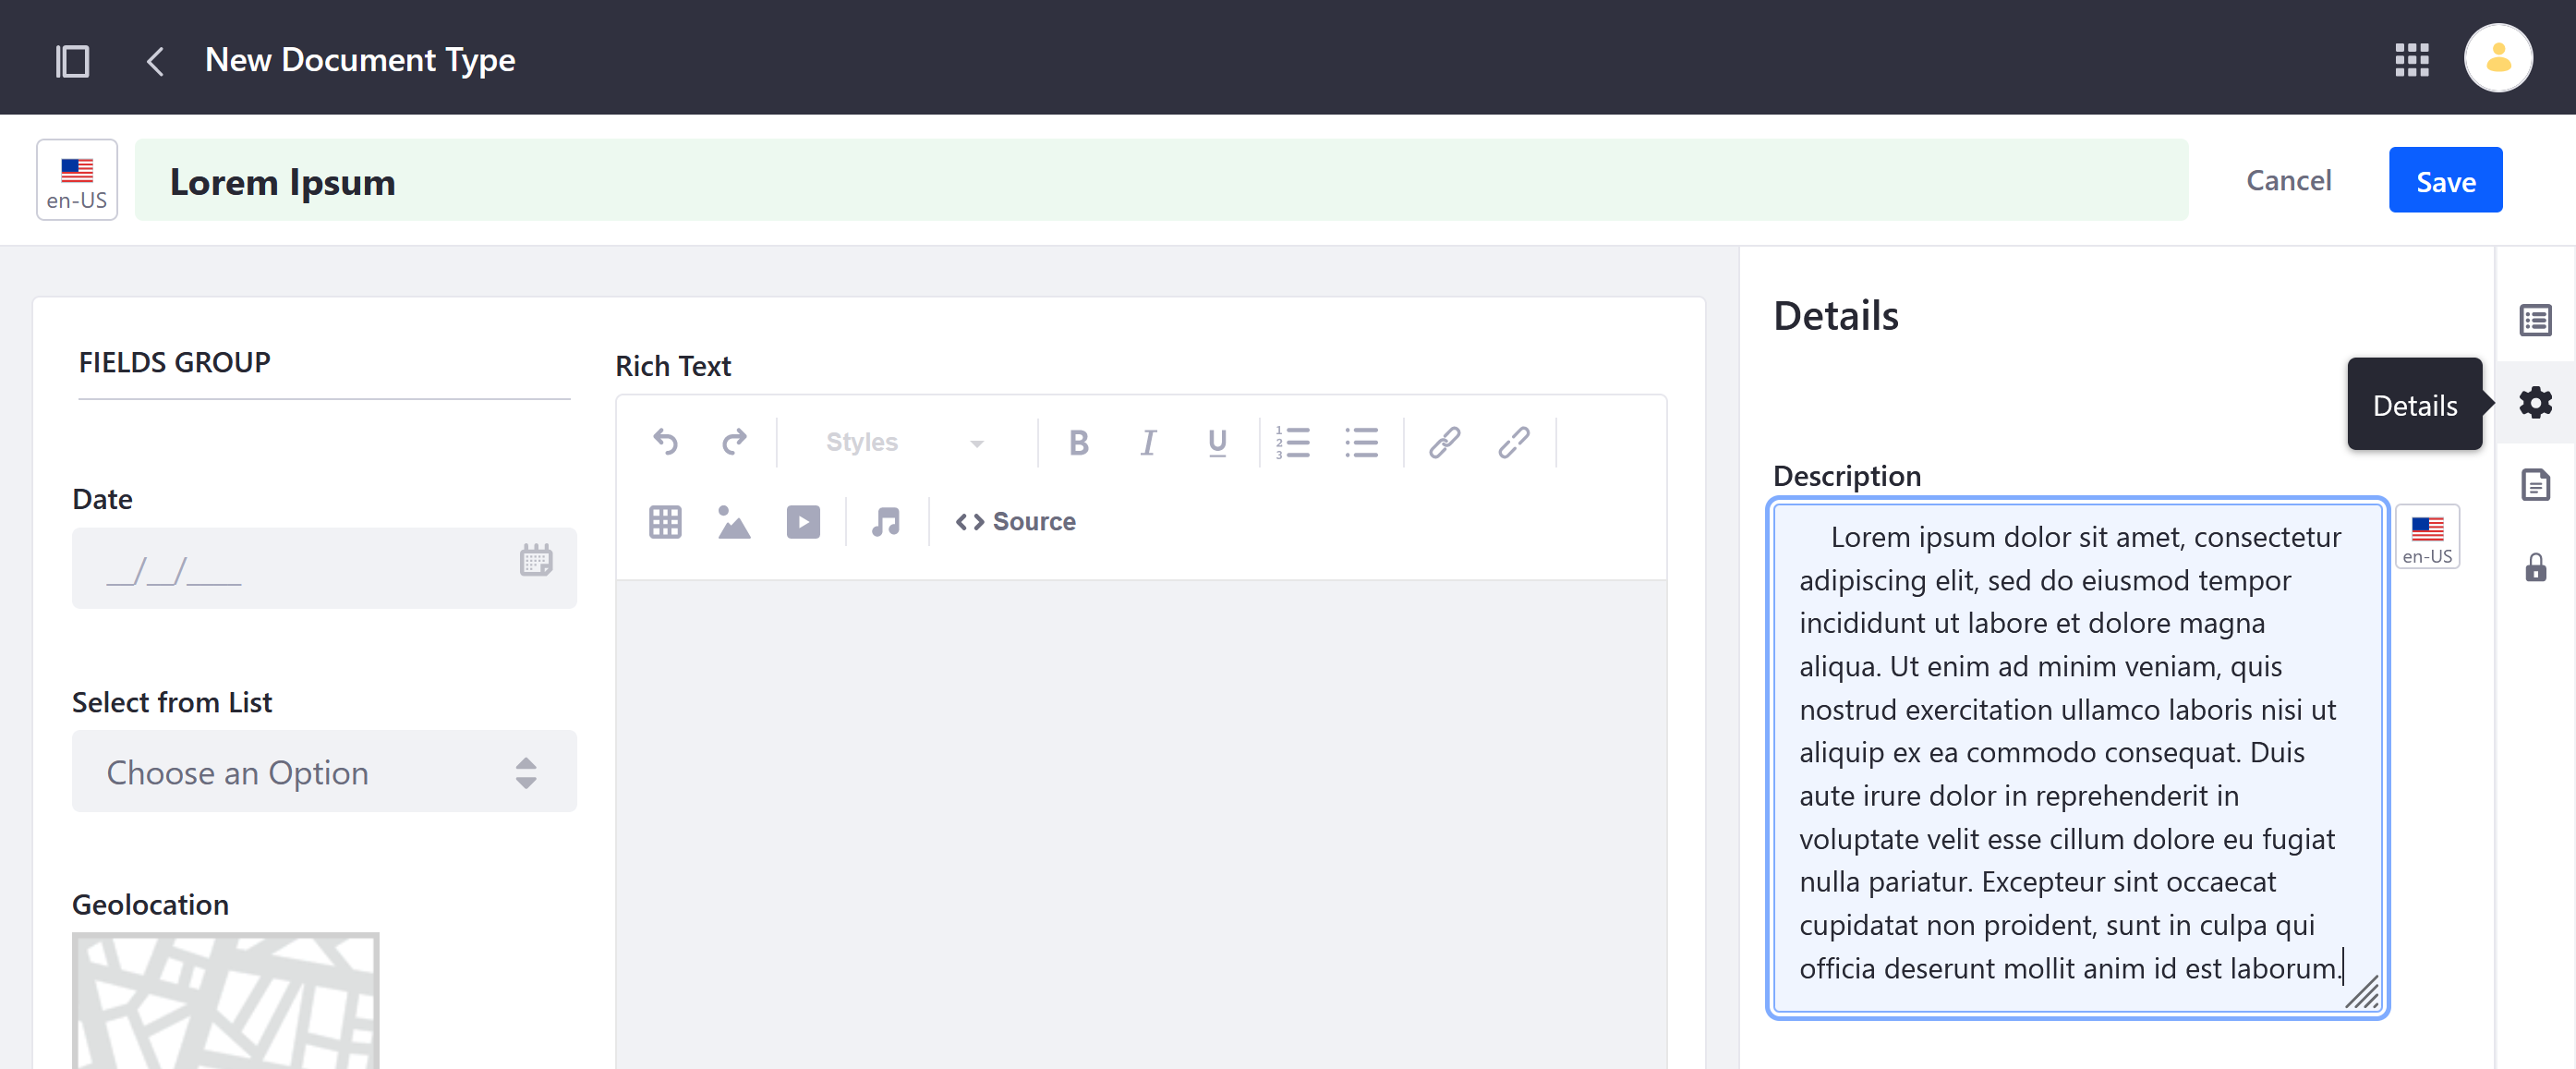 New Document Type
en-US
Lorem Ipsum
Cancel
Save
FIELDS GROUP
Date
__/__/____
Select from List
Choose an Option
Geolocation
Rich Text
Styles
B I U
1
2
3
Source
Details
Details
Description
Lorem ipsum dolor sit amet, consectetur
adipiscing elit, sed do eiusmod tempor
incididunt ut labore et dolore magna
aliqua. Ut enim ad minim veniam, quis
nostrud exercitation ullamco laboris nisi ut
aliquip ex ea commodo consequat. Duis
aute irure dolor in reprehenderit in
voluptate velit esse cillum dolore eu fugiat
nulla pariatur. Excepteur sint occaecat
cupidatat non proident, sunt in culpa qui
officia deserunt mollit anim id est laborum.
en-US